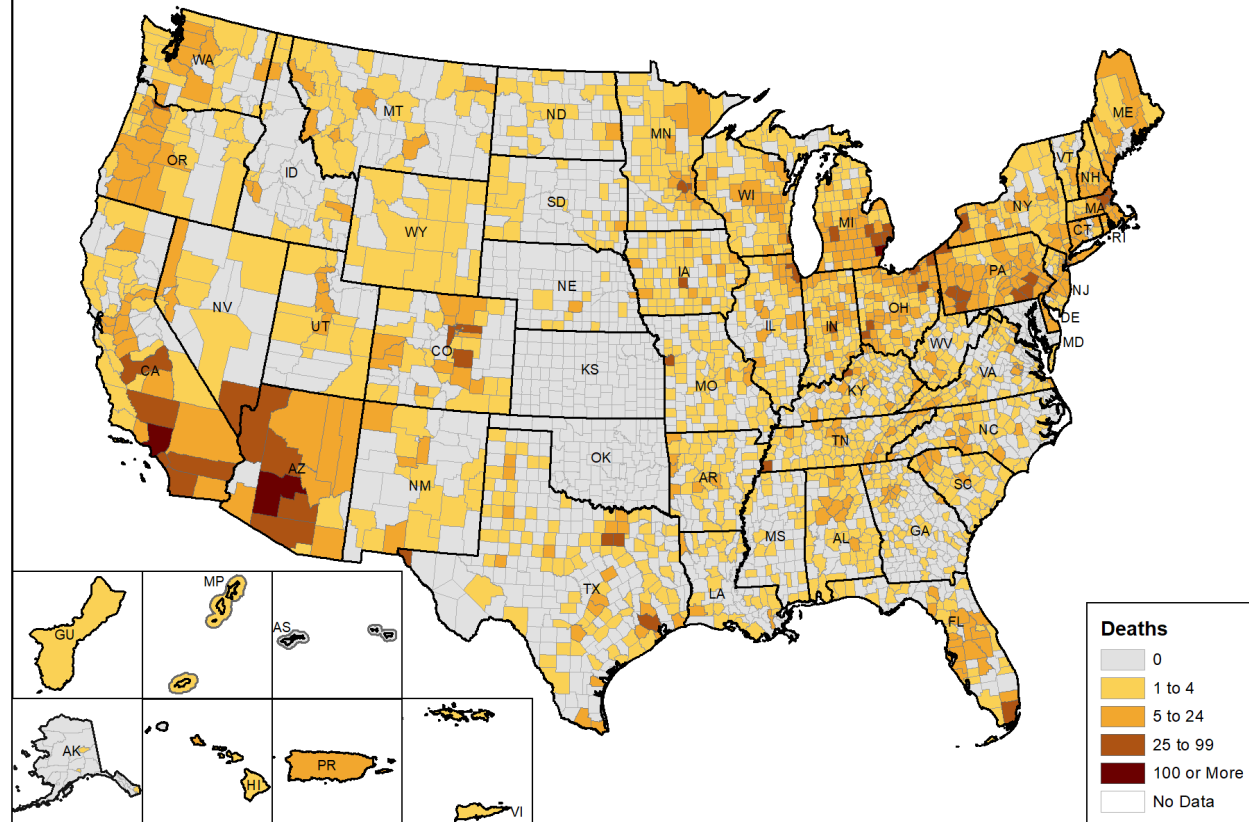 WA
MT
ND
MN
ME
OR
ID
SD
WI
MI
VT
NH
NY
MA
CT
RI
WY
IA
NE
PA
NJ
NV
UT
CO
IL
IN
OH
DE
MD
WV
VA
CA
KS
MO
KY
NC
TN
AZ
NM
OK
AR
SC
MS
AL
GA
TX
LA
FL
GU
MP
AS
AK
HI
PR
VI
Deaths
0
1 to 4
5 to 24
25 to 99
100 or More
No Data